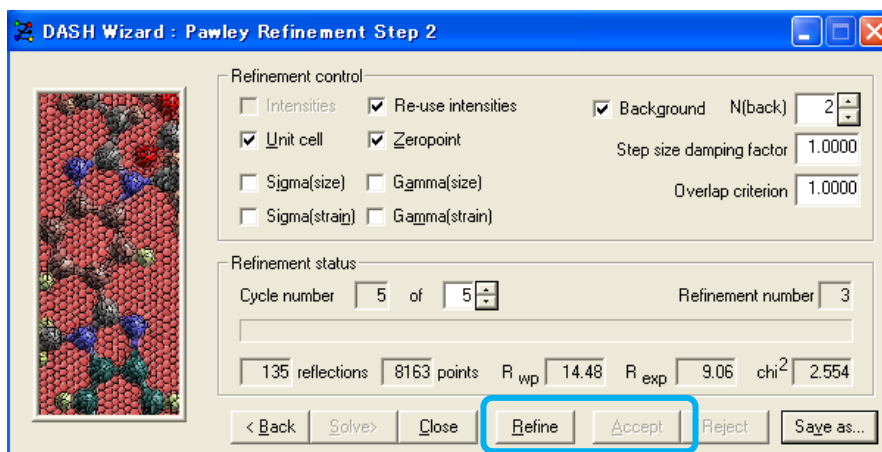 DASH Wizard : Pawley Refinement Step 2
Refinement control
Intensities Re-use intensities Background N(back) 2
Unit cell Zeropoint Step size damping factor 1.0000
Sigma(size) Gamma(size) Overlap criterion 1.0000
Sigma(strain) Gamma(strain)
Refinement status
Cycle number 5 of 5 Refinement number 3
135 reflections 8163 points R wp 14.48 R exp 9.06 chi2 2.554
< Back Solve> Close Refine Accept Reject Save as...